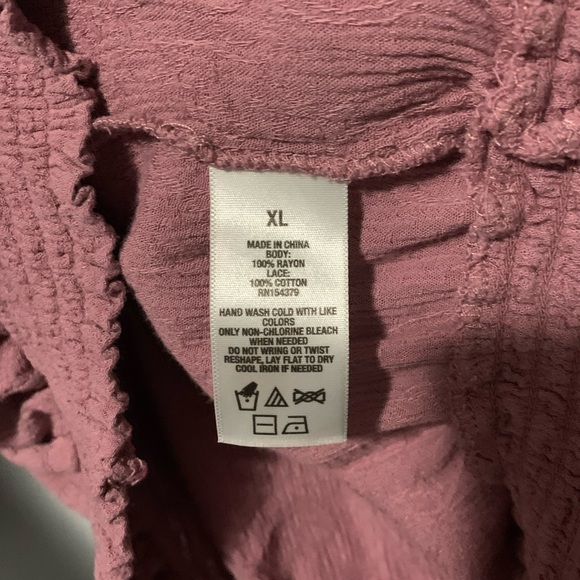 XL
MADE IN CHINA
BODY:
100% RAYON
LACE:
100% COTTON
RN154379
HAND WASH COLD WITH LIKE
COLORS
ONLY NON-CHLORINE BLEACH
WHEN NEEDED
DO NOT WRING OR TWIST
RESHAPE, LAY FLAT TO DRY
COOL IRON IF NEEDED